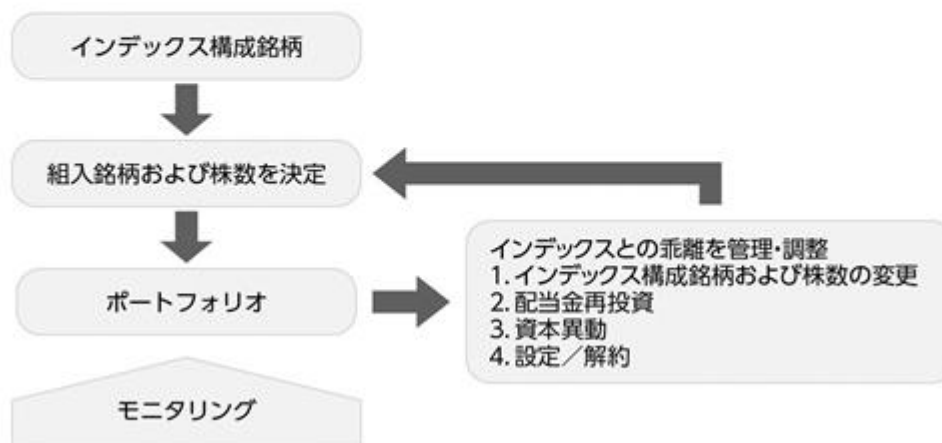 インデックス構成銘柄
組入銘柄および株数を決定
ポートフォリオ
インデックスとの乖離を管理・調整
1. インデックス構成銘柄および株数の変更
2. 配当金再投資
3. 資本異動
4. 設定／解約
モニタリング